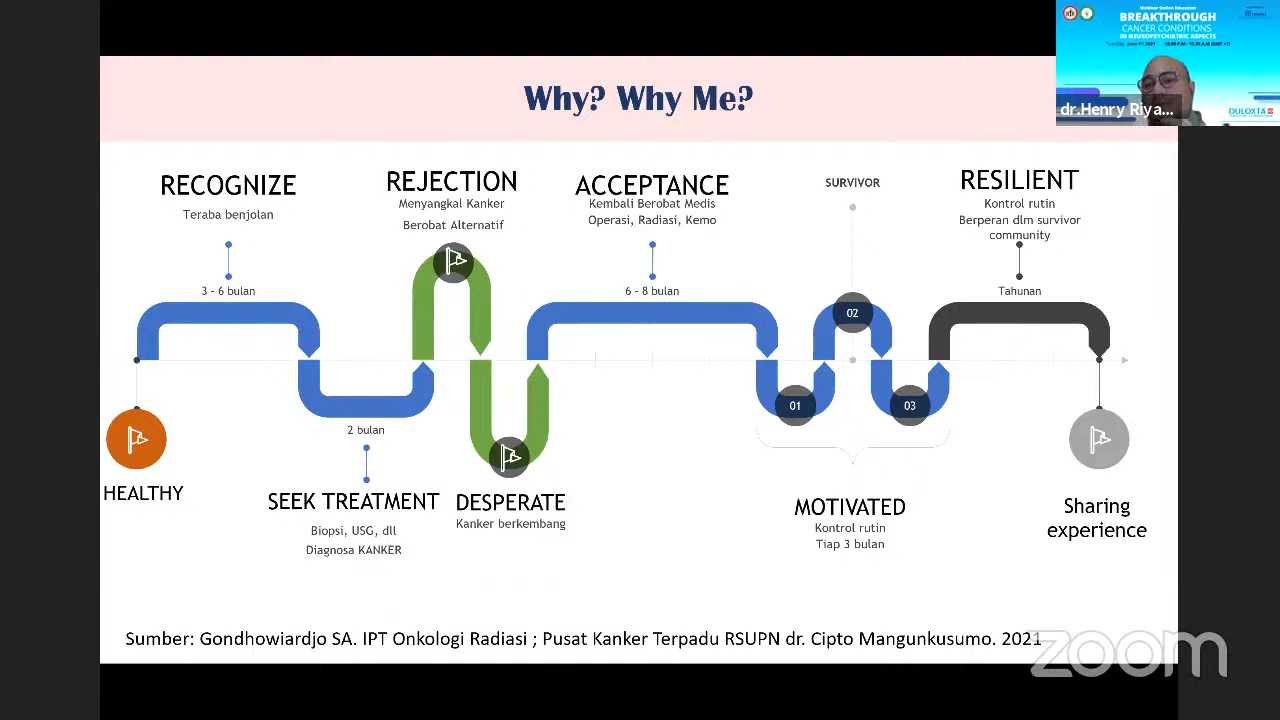 Webinar Online Education
BREAKTHROUGH
CANCER CONDITIONS
IN NEUROPSYCHIATRIC ASPECTS
dr.Henry Riya...
DULOXTA
Why? Why Me?
RECOGNIZE
Teraba benjolan
3 - 6 bulan
REJECTION
Menyangkal Kanker
Berobat Alternatif
ACCEPTANCE
Kembali Berobat Medis
Operasi, Radiasi, Kemo
6 - 8 bulan
SURVIVOR
RESILIENT
Kontrol rutin
Berperan dlm survivor
community
Tahunan
02
01
03
HEALTHY
2 bulan
SEEK TREATMENT
Biopsi, USG, dll
Diagnosa KANKER
DESPERATE
Kanker berkembang
MOTIVATED
Kontrol rutin
Tiap 3 bulan
Sharing
experience
Sumber: Gondhowiardjo SA. IPT Onkologi Radiasi ; Pusat Kanker Terpadu RSUPN dr. Cipto Mangunkusumo. 2021
zoom